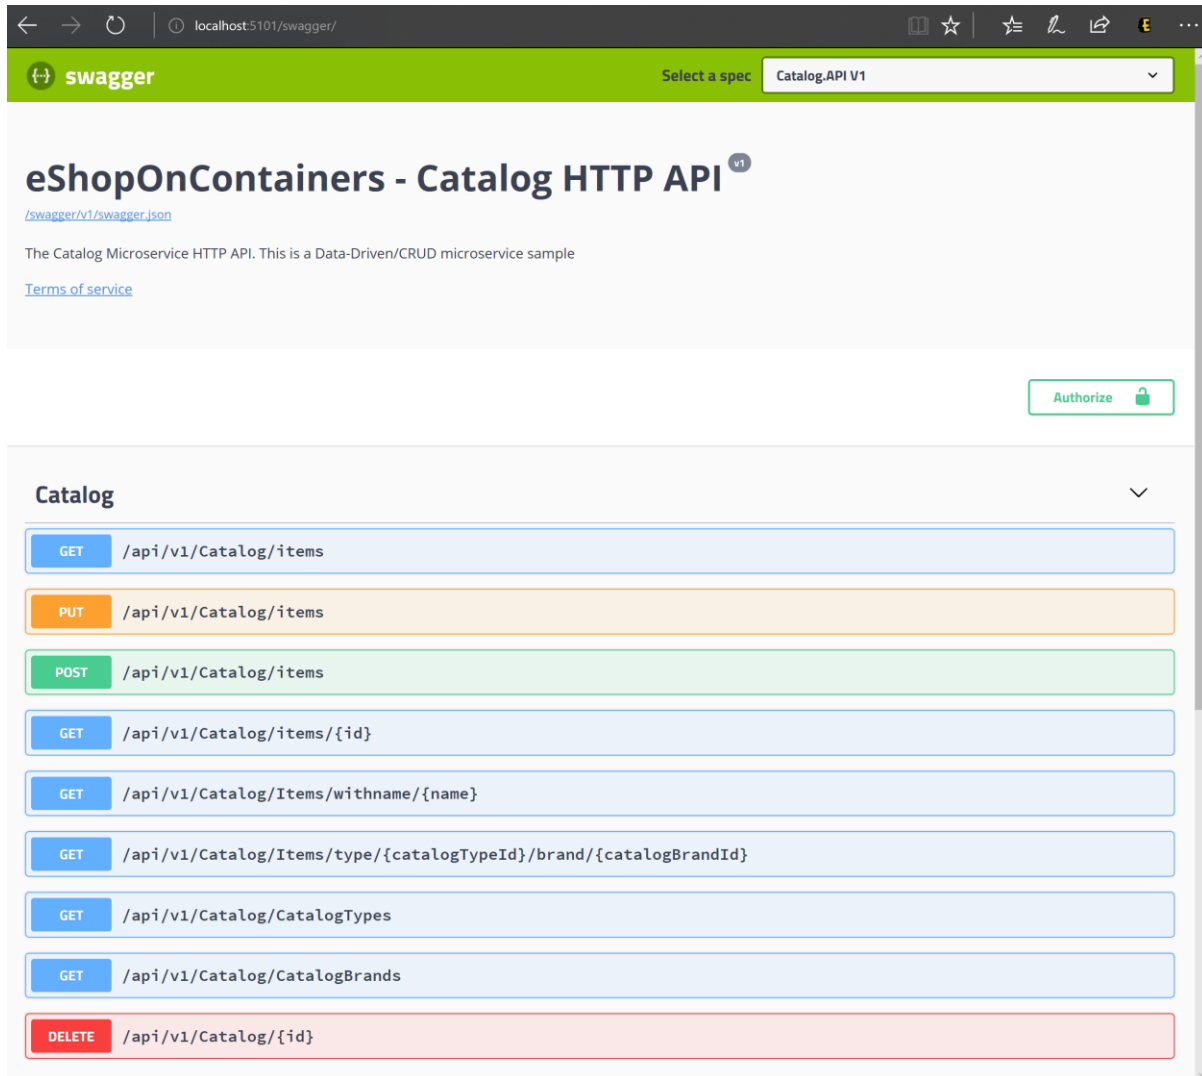 localhost:5101/swagger/
swagger
Select a spec
Catalog.API V1
eShopOnContainers - Catalog HTTP API v1
/swagger/v1/swagger.json
The Catalog Microservice HTTP API. This is a Data-Driven/CRUD microservice sample
Terms of service
Authorize
Catalog
GET /api/v1/Catalog/items
PUT /api/v1/Catalog/items
POST /api/v1/Catalog/items
GET /api/v1/Catalog/items/{id}
GET /api/v1/Catalog/Items/withname/{name}
GET /api/v1/Catalog/Items/type/{catalogTypeId}/brand/{catalogBrandId}
GET /api/v1/Catalog/CatalogTypes
GET /api/v1/Catalog/CatalogBrands
DELETE /api/v1/Catalog/{id}